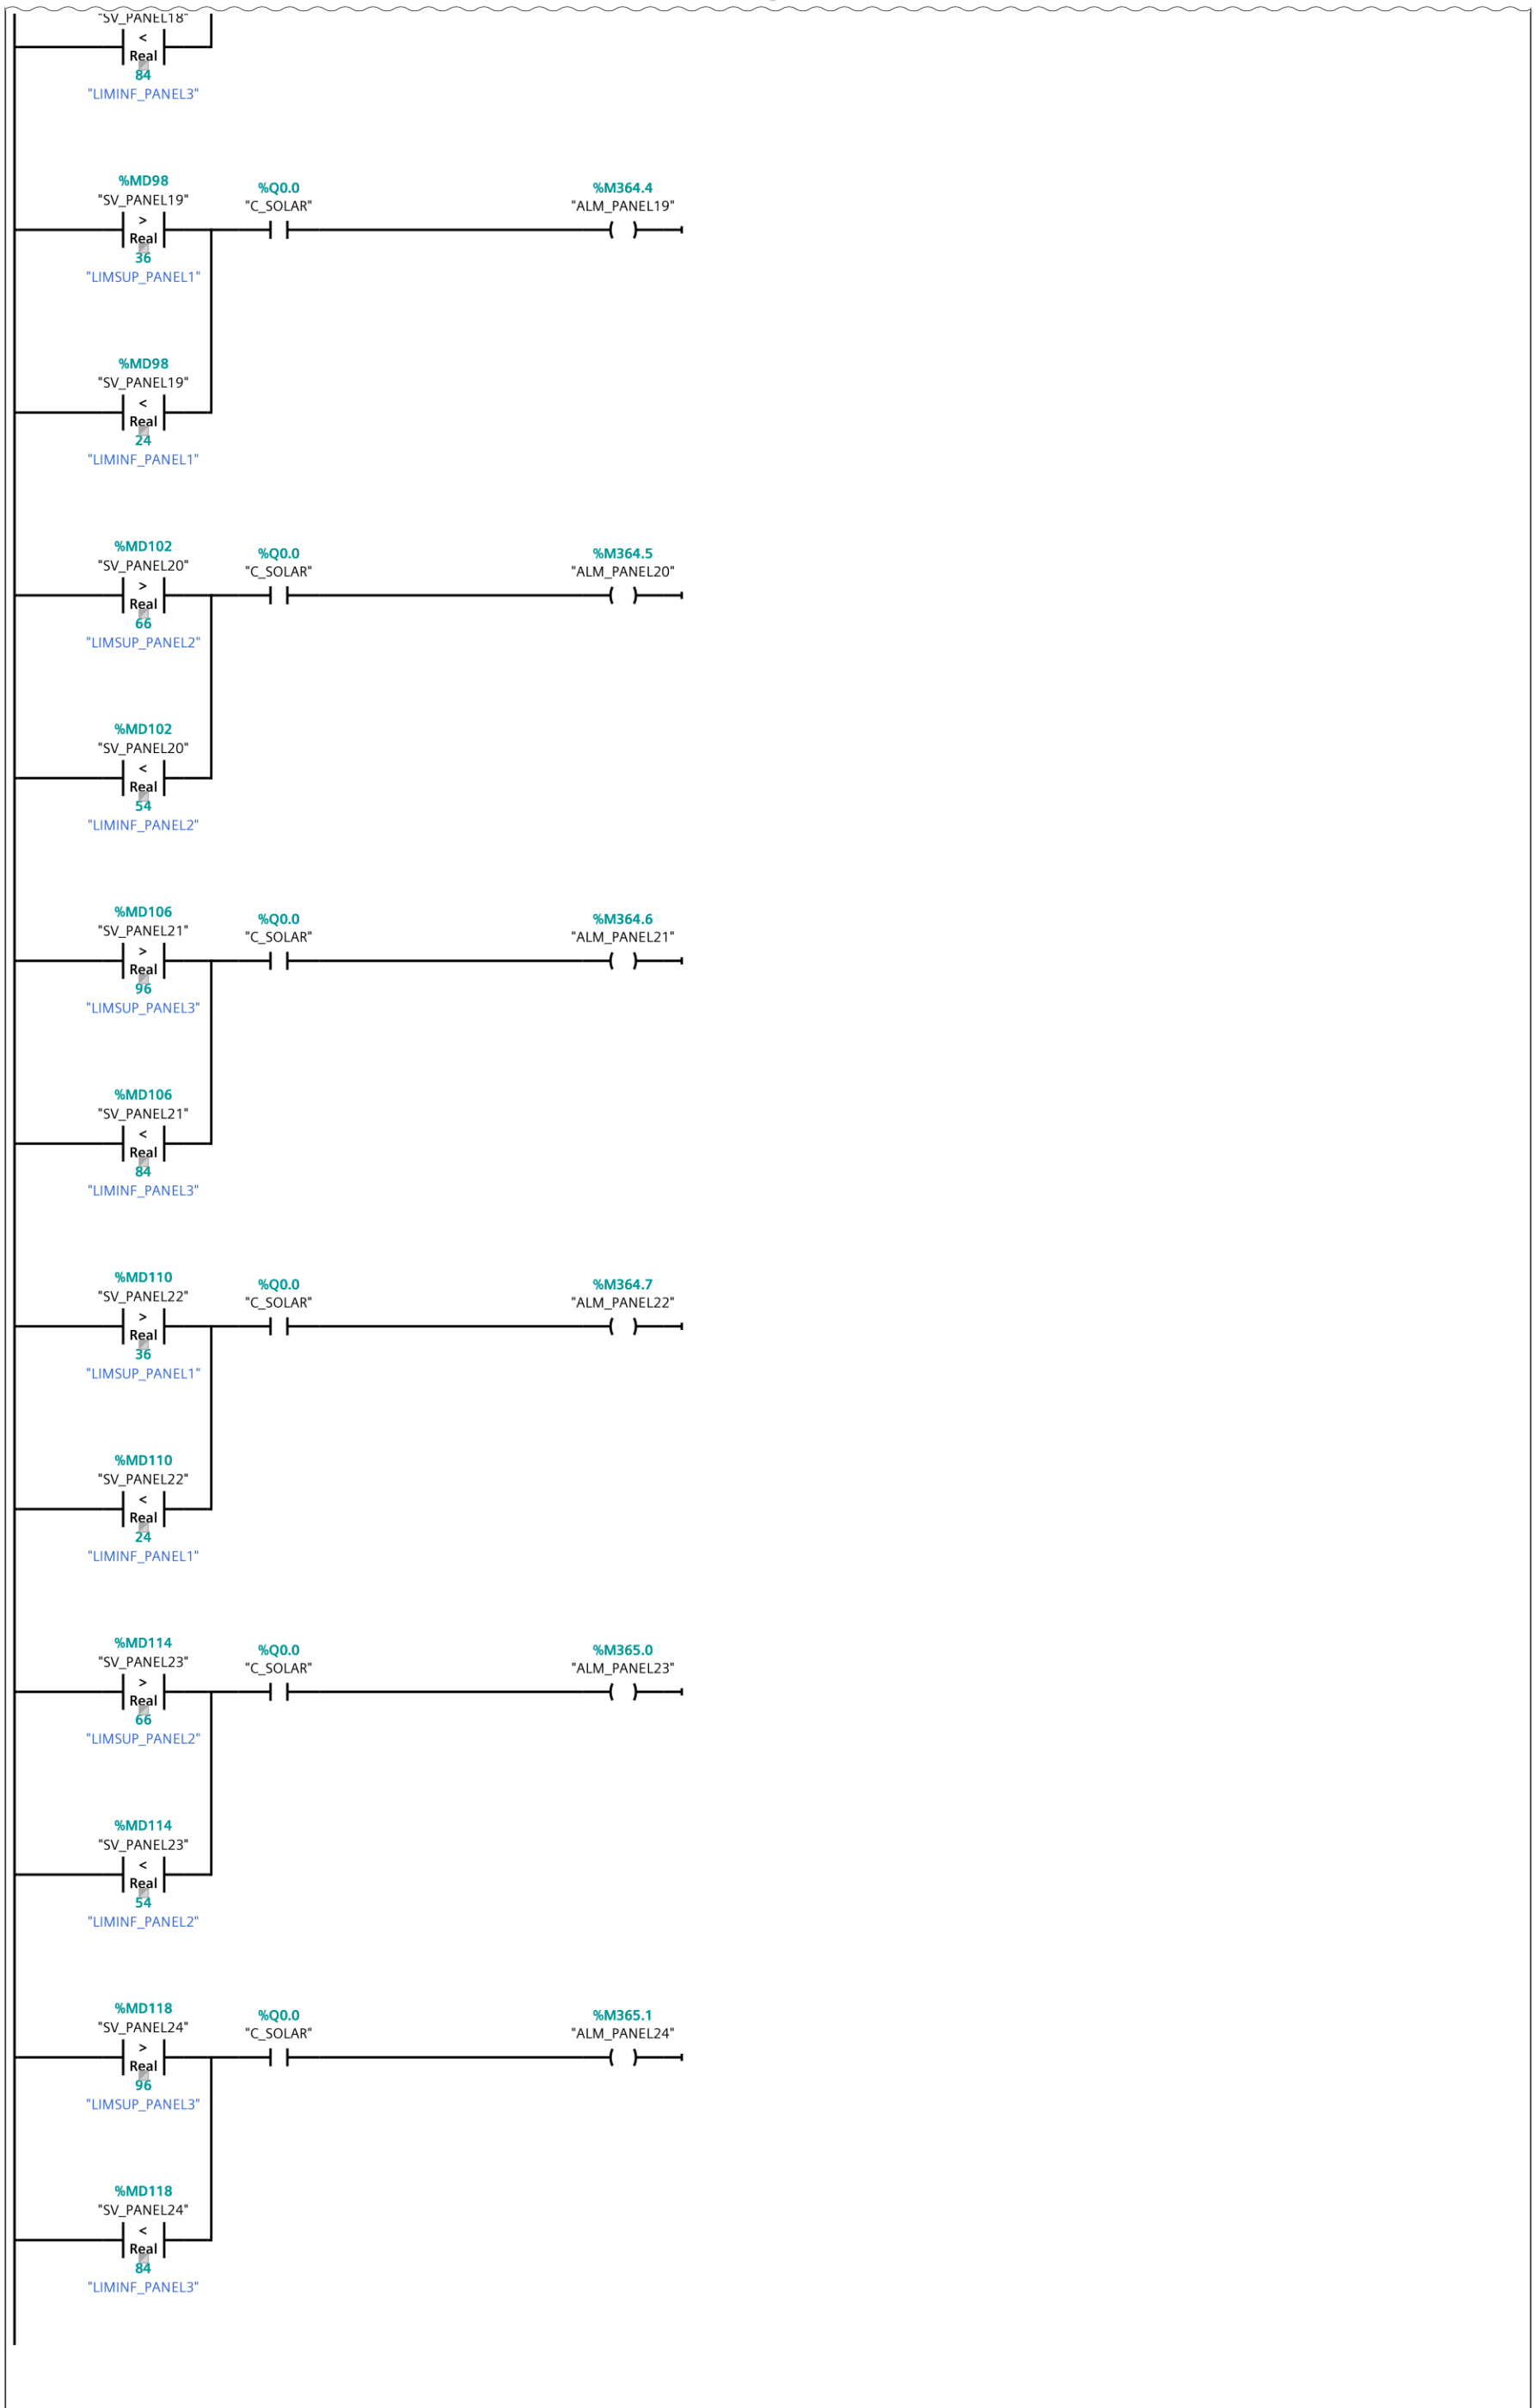 "SV_PANEL18"
<
Real
84
"LIMINF_PANEL3"
%MD98
"SV_PANEL19"
>
Real
36
"LIMSUP_PANEL1"
%Q0.0
"C_SOLAR"
%M364.4
"ALM_PANEL19"
%MD98
"SV_PANEL19"
<
Real
24
"LIMINF_PANEL1"
%MD102
"SV_PANEL20"
>
Real
66
"LIMSUP_PANEL2"
%Q0.0
"C_SOLAR"
%M364.5
"ALM_PANEL20"
%MD102
"SV_PANEL20"
<
Real
54
"LIMINF_PANEL2"
%MD106
"SV_PANEL21"
>
Real
96
"LIMSUP_PANEL3"
%Q0.0
"C_SOLAR"
%M364.6
"ALM_PANEL21"
%MD106
"SV_PANEL21"
<
Real
84
"LIMINF_PANEL3"
%MD110
"SV_PANEL22"
>
Real
36
"LIMSUP_PANEL1"
%Q0.0
"C_SOLAR"
%M364.7
"ALM_PANEL22"
%MD110
"SV_PANEL22"
<
Real
24
"LIMINF_PANEL1"
%MD114
"SV_PANEL23"
>
Real
66
"LIMSUP_PANEL2"
%Q0.0
"C_SOLAR"
%M365.0
"ALM_PANEL23"
%MD114
"SV_PANEL23"
<
Real
54
"LIMINF_PANEL2"
%MD118
"SV_PANEL24"
>
Real
96
"LIMSUP_PANEL3"
%Q0.0
"C_SOLAR"
%M365.1
"ALM_PANEL24"
%MD118
"SV_PANEL24"
<
Real
84
"LIMINF_PANEL3"